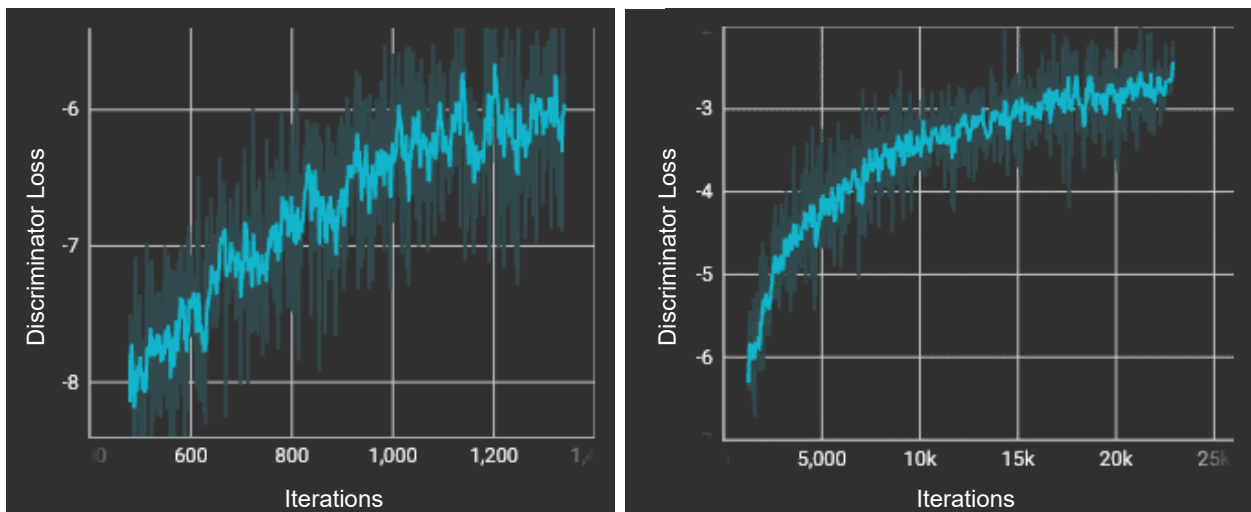 -6
-7
-8
Discriminator Loss
600 800 1,000 1,200
Iterations
-3
-4
-5
-6
Discriminator Loss
5,000 10k 15k 20k 25k
Iterations